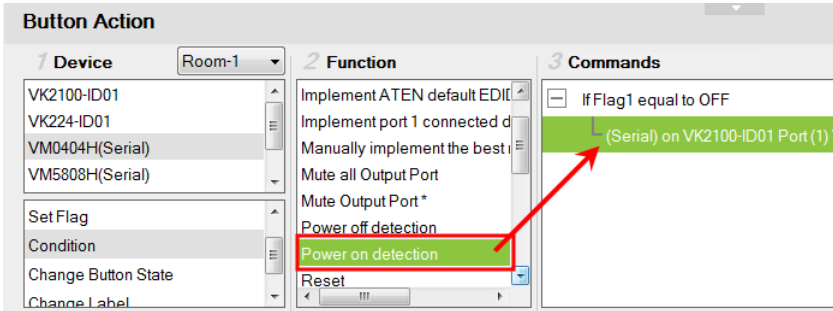 Button Action
1 Device
Room-1
VK2100-ID01
VK224-ID01
VM0404H(Serial)
VM5808H(Serial)
Set Flag
Condition
Change Button State
Change Label
2 Function
Implement ATEN default EDID
Implement port 1 connected d
Manually implement the best
Mute all Output Port
Mute Output Port *
Power off detection
Power on detection
Reset
3 Commands
If Flag1 equal to OFF
(Serial) on VK2100-ID01 Port (1)